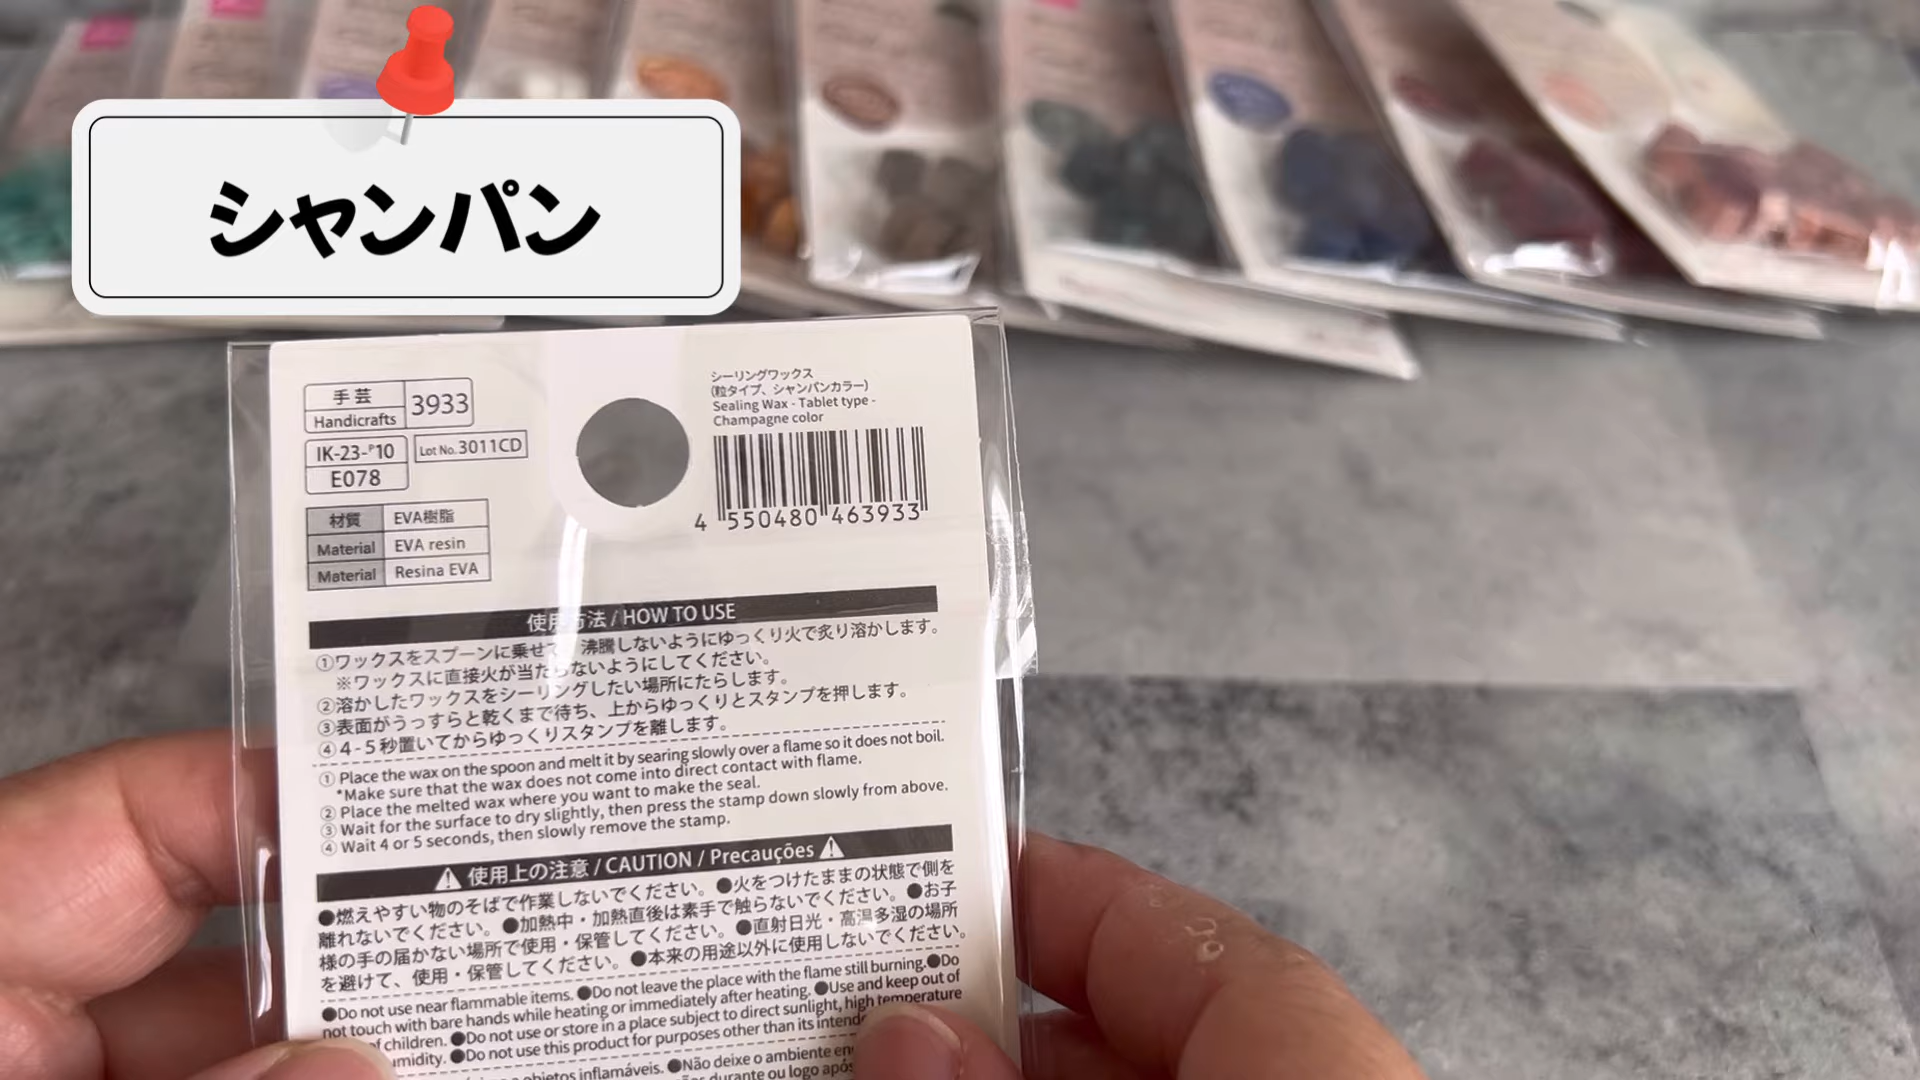 シャンパン
手芸
Handicrafts
3933
IK-23-P10
E078
Lot No.3011CD
シーリングワックス
(粒タイプ、シャンパンカラー)
Sealing Wax - Tablet type -
Champagne color
4 550480 463933
材質 EVA樹脂
Material EVA resin
Material Resina EVA
使用方法 / HOW TO USE
①ワックスをスプーンに乗せて、沸騰しないようにゆっくり火で炙り溶かします。
※ワックスに直接火が当たらないようにしてください。
②溶かしたワックスをシーリングしたい場所にたらします。
③表面がうっすらと乾くまで待ち、上からゆっくりとスタンプを押します。
④4-5秒置いてからゆっくりスタンプを離します。
① Place the wax on the spoon and melt it by searing slowly over a flame so it does not boil.
*Make sure that the wax does not come into direct contact with flame.
② Place the melted wax where you want to make the seal.
③ Wait for the surface to dry slightly, then press the stamp down slowly from above.
④ Wait 4 or 5 seconds, then slowly remove the stamp.
⚠ 使用上の注意 / CAUTION / Precauções ⚠
●燃えやすい物のそばで作業しないでください。●火をつけたままの状態で側を
離れないでください。●加熱中・加熱直後は素手で触らないでください。●お子
様の手の届かない場所で使用・保管してください。●直射日光・高温多湿の場所
を避けて、使用・保管してください。●本来の用途以外に使用しないでください。
●Do not use near flammable items. ●Do not leave the place with the flame still burning.●Do
not touch with bare hands while heating or immediately after heating. ●Use and keep out of
of children. ●Do not use or store in a place subject to direct sunlight, high temperature
umidity. ●Do not use this product for purposes other than its
objetos inflamáveis. ●Não deixe o ambiente
durante ou logo após